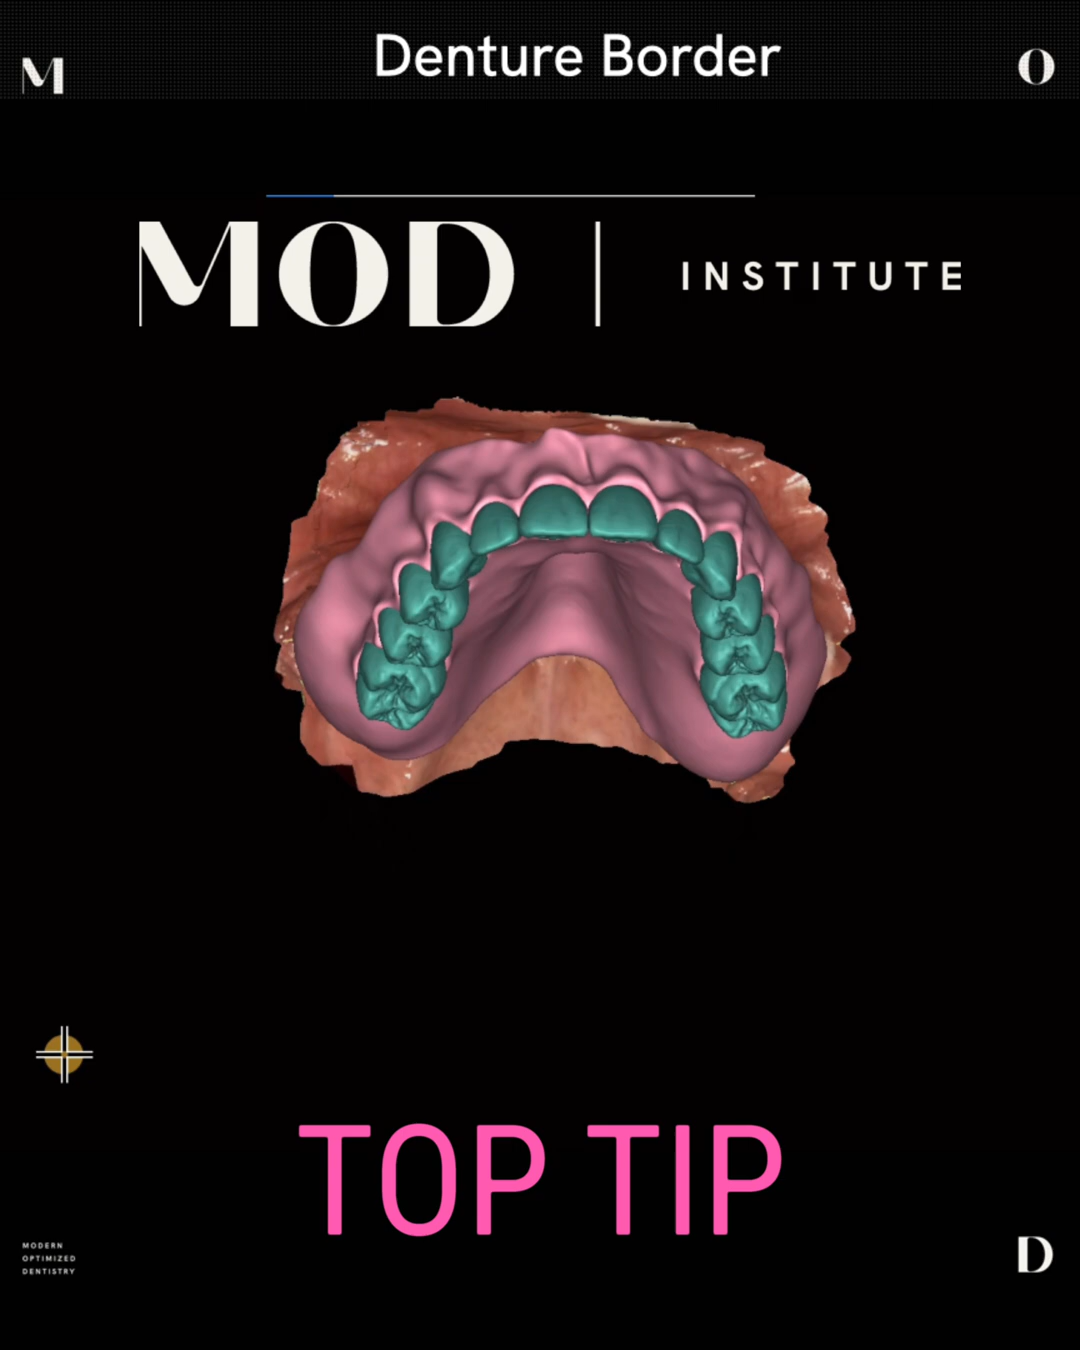 Denture Border
M
O
MOD | INSTITUTE
TOP TIP
MODERN
OPTIMIZED
DENTISTRY
D